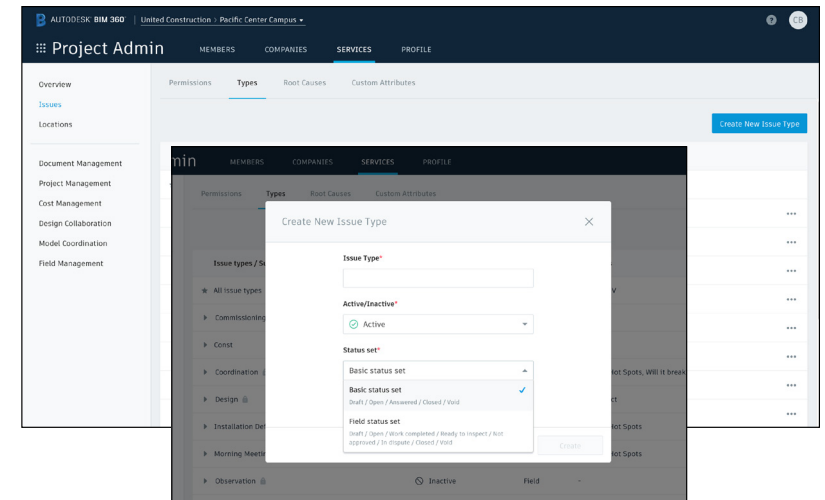 AUTODESK® BIM 360® United Construction > Pacific Center Campus
? CB
Project Admin MEMBERS COMPANIES SERVICES PROFILE
Overview
Issues
Locations
Document Management
Project Management
Cost Management
Design Collaboration
Model Coordination
Field Management
Permissions Types Root Causes Custom Attributes
Create New Issue Type
min MEMBERS COMPANIES SERVICES PROFILE
Permissions Types Root Causes Custom Attributes
Issue types / Su
All issue types
Commissioning
Const
Coordination
Design
Installation Def
Morning Meetin
Observation Inactive Field -
Hot Spots, Will it break
Hot Spots
Hot Spots
Create New Issue Type
Issue Type*
Active/Inactive*
Active
Status set*
Basic status set
Basic status set
Draft / Open / Answered / Closed / Void
Field status set
Draft / Open / Work completed / Ready to inspect / Not
approved / In dispute / Closed / Void
Create